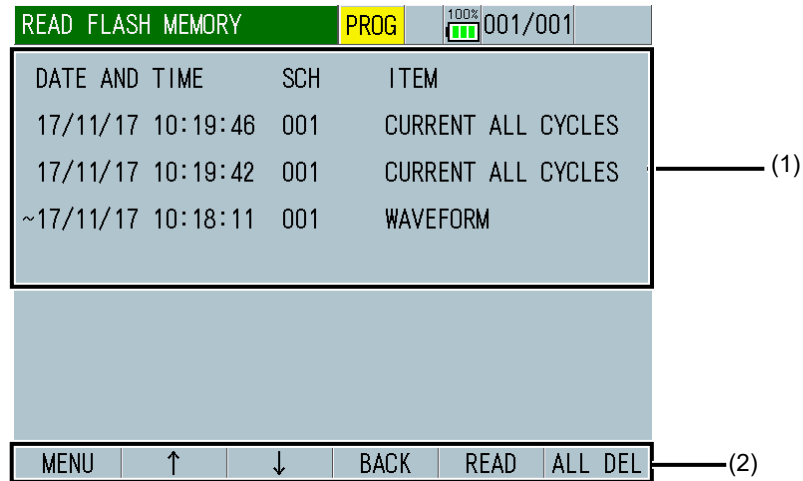 READ FLASH MEMORY PROG 100% 001/001
DATE AND TIME SCH ITEM
17/11/17 10:19:46 001 CURRENT ALL CYCLES
17/11/17 10:19:42 001 CURRENT ALL CYCLES
(1)
~17/11/17 10:18:11 001 WAVEFORM
MENU ↑ ↓ BACK READ ALL DEL
(2)